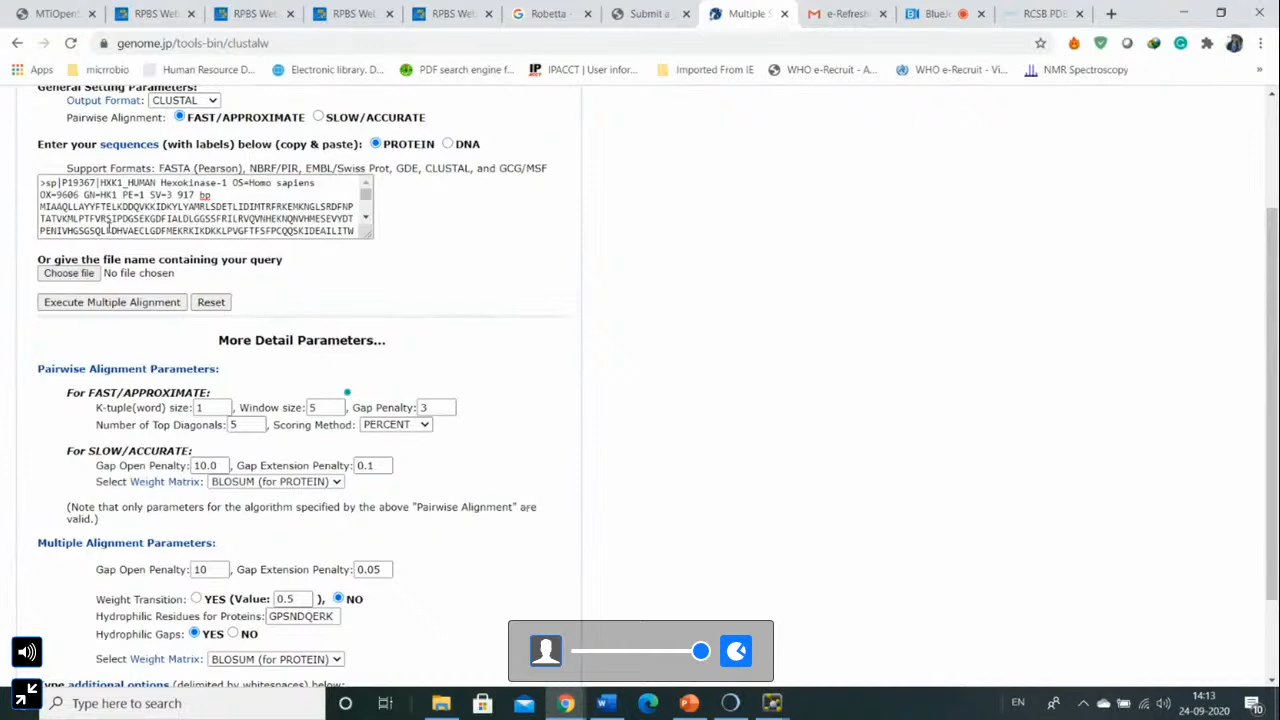 MTiOpenS
RPBS Web
RPBS Web
RPBS Web
RPBS Web
Robetta -
Submit a
Multiple S
e-Refresh
BlueJe
RCSB PDB
genome.jp/tools-bin/clustalw
Apps
micrrobio
Human Resource D...
Electronic library. D...
PDF search engine f...
IPACCT | User infor...
Imported From IE
WHO e-Recruit - A...
WHO e-Recruit - Vi...
NMR Spectroscopy
»
General Setting Parameters:
Output Format: CLUSTAL
Pairwise Alignment: FAST/APPROXIMATE SLOW/ACCURATE
Enter your sequences (with labels) below (copy & paste): PROTEIN DNA
Support Formats: FASTA (Pearson), NBRF/PIR, EMBL/Swiss Prot, GDE, CLUSTAL, and GCG/MSF
>sp|P19367|HXK1_HUMAN Hexokinase-1 OS=Homo sapiens
OX=9606 GN=HK1 PE=1 SV=3 917 bp
MIAAQLLAYYFTELKDDQVKKIDKYLYAMRLSDETLIDIMTRFRKEMKNGLSRDFNP
TATVKMLPTFVRSIPDGSEKGDFIALDLGGSSFRILRVQVNHEKNQNVHMESEVYDT
PENIVHGSGSQLFDHVAECLGDFMEKRKIKDKKLPVGFTFSFPCQQSKIDEAILITW
Or give the file name containing your query
Choose file No file chosen
Execute Multiple Alignment Reset
More Detail Parameters...
Pairwise Alignment Parameters:
For FAST/APPROXIMATE:
K-tuple(word) size: 1 , Window size: 5 , Gap Penalty: 3
Number of Top Diagonals: 5 , Scoring Method: PERCENT
For SLOW/ACCURATE:
Gap Open Penalty: 10.0 , Gap Extension Penalty: 0.1
Select Weight Matrix: BLOSUM (for PROTEIN)
(Note that only parameters for the algorithm specified by the above "Pairwise Alignment" are
valid.)
Multiple Alignment Parameters:
Gap Open Penalty: 10 , Gap Extension Penalty: 0.05
Weight Transition: YES (Value: 0.5 ), NO
Hydrophilic Residues for Proteins: GPSNDQERK
Hydrophilic Gaps: YES NO
Select Weight Matrix: BLOSUM (for PROTEIN)
Type additional options (delimited by whitespaces) below:
Type here to search
EN
14:13
24-09-2020
10